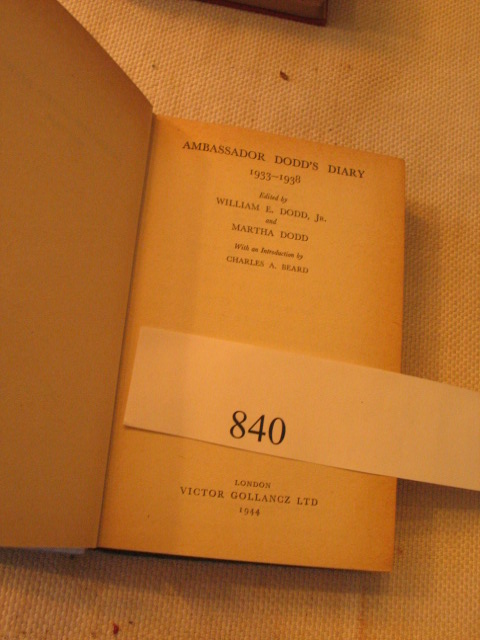 AMBASSADOR DODD'S DIARY
1933–1938
Edited by
WILLIAM E. DODD, JR.
and
MARTHA DODD
With an Introduction by
CHARLES A. BEARD
840
LONDON
VICTOR GOLLANCZ LTD
1944